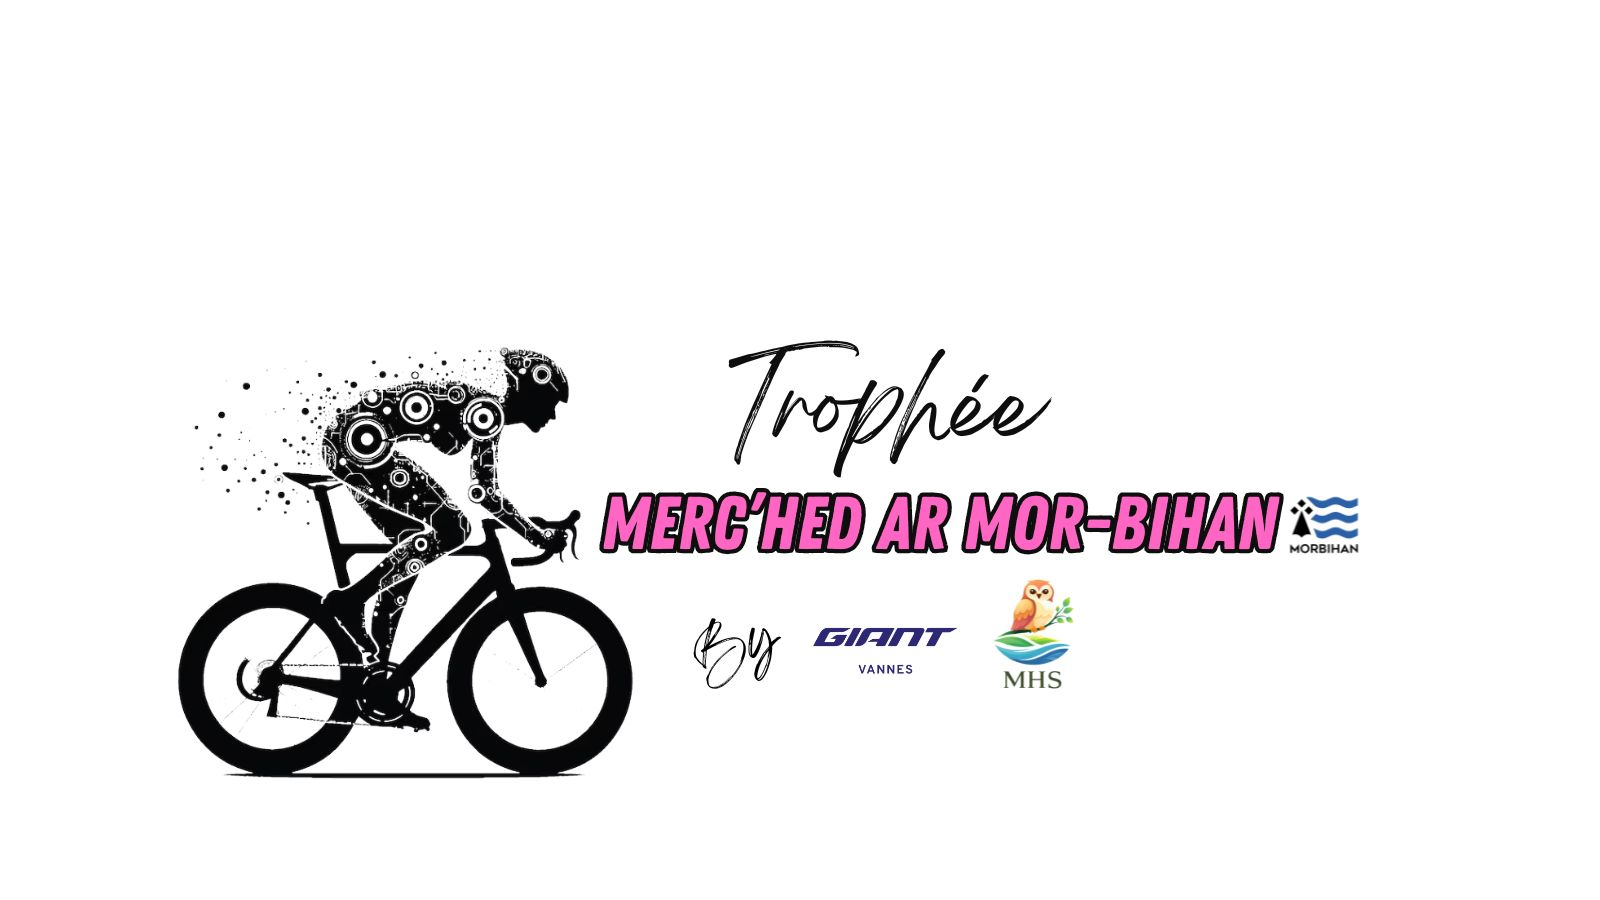 Trophée
MERC'HED AR MOR-BIHAN
MORBIHAN
By
GIANT
VANNES
MHS